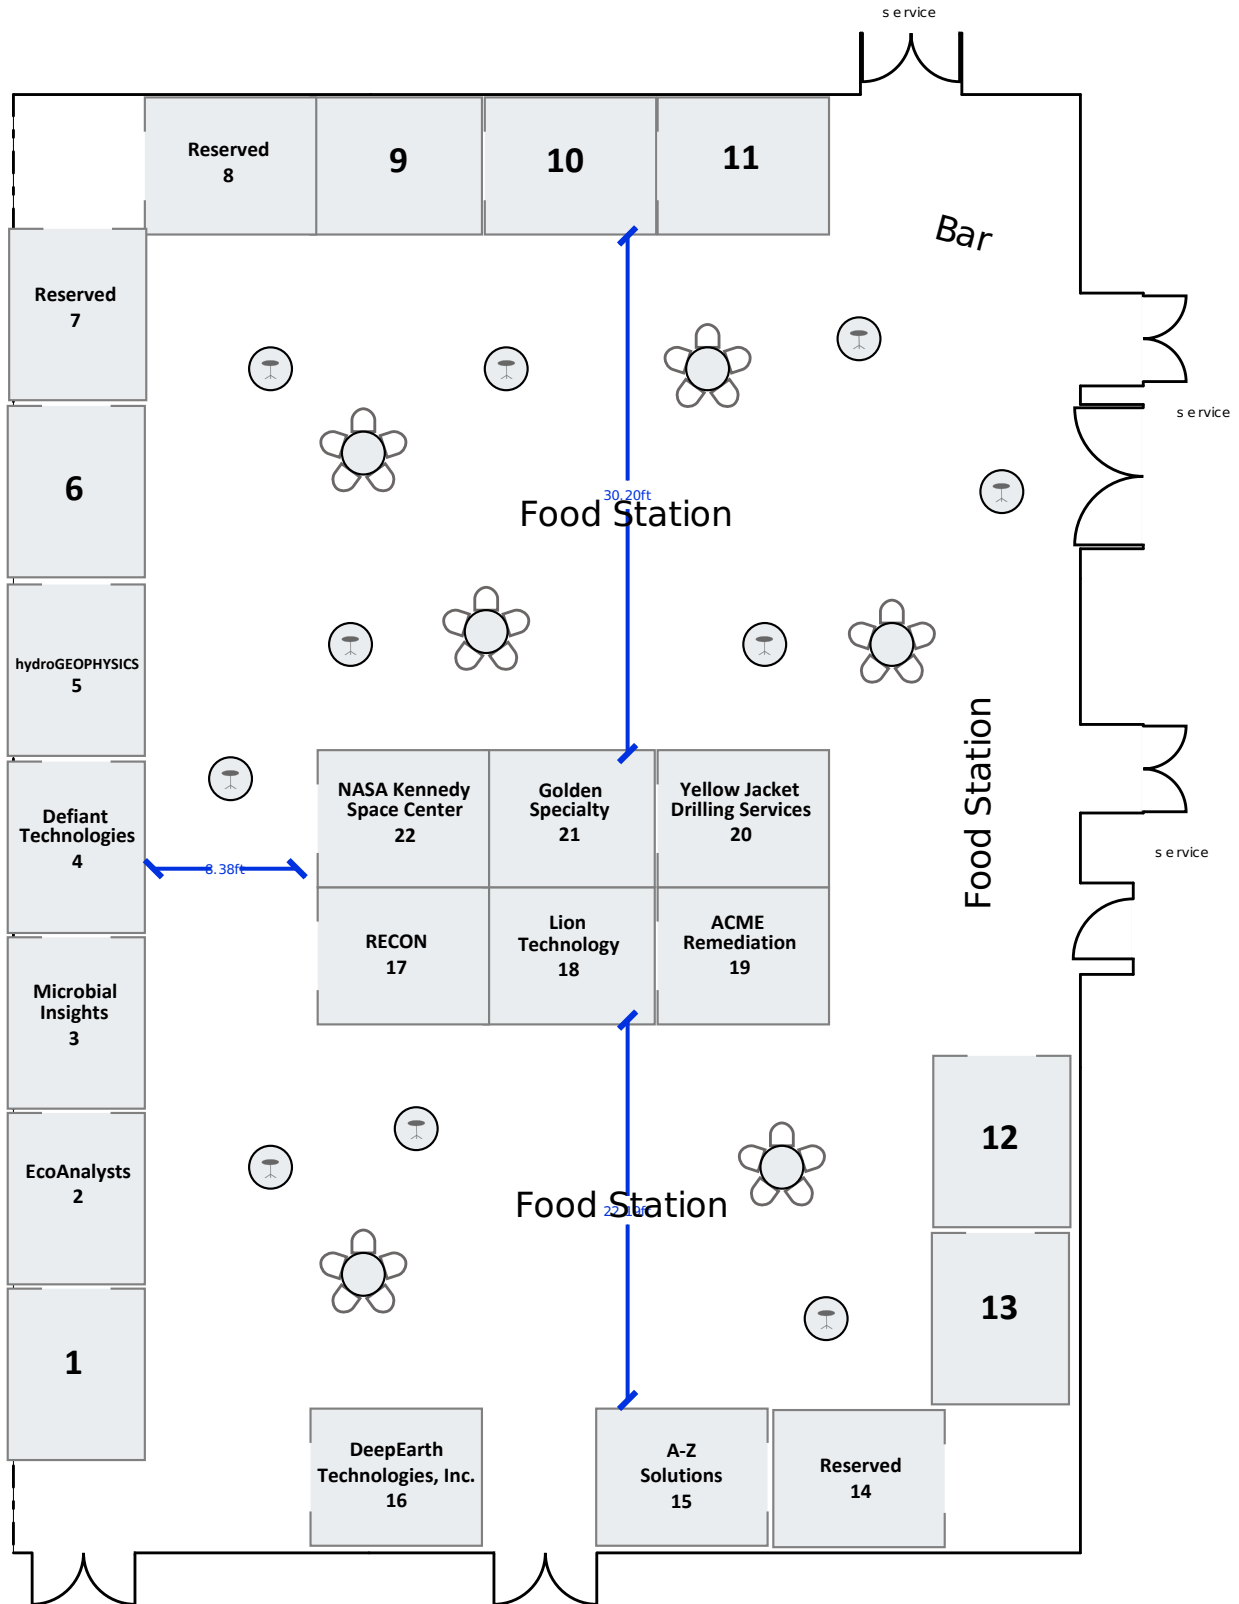 service
Reserved
8
9
10
11
Bar
Reserved
7
service
6
30.20ft
Food Station
hydroGEOPHYSICS
5
Food Station
NASA Kennedy
Space Center
22
Golden
Specialty
21
Yellow Jacket
Drilling Services
20
Defiant
Technologies
4
8.38ft
service
RECON
17
Lion
Technology
18
ACME
Remediation
19
Microbial
Insights
3
12
EcoAnalysts
2
Food Station
22.19ft
13
1
DeepEarth
Technologies, Inc.
16
A-Z
Solutions
15
Reserved
14